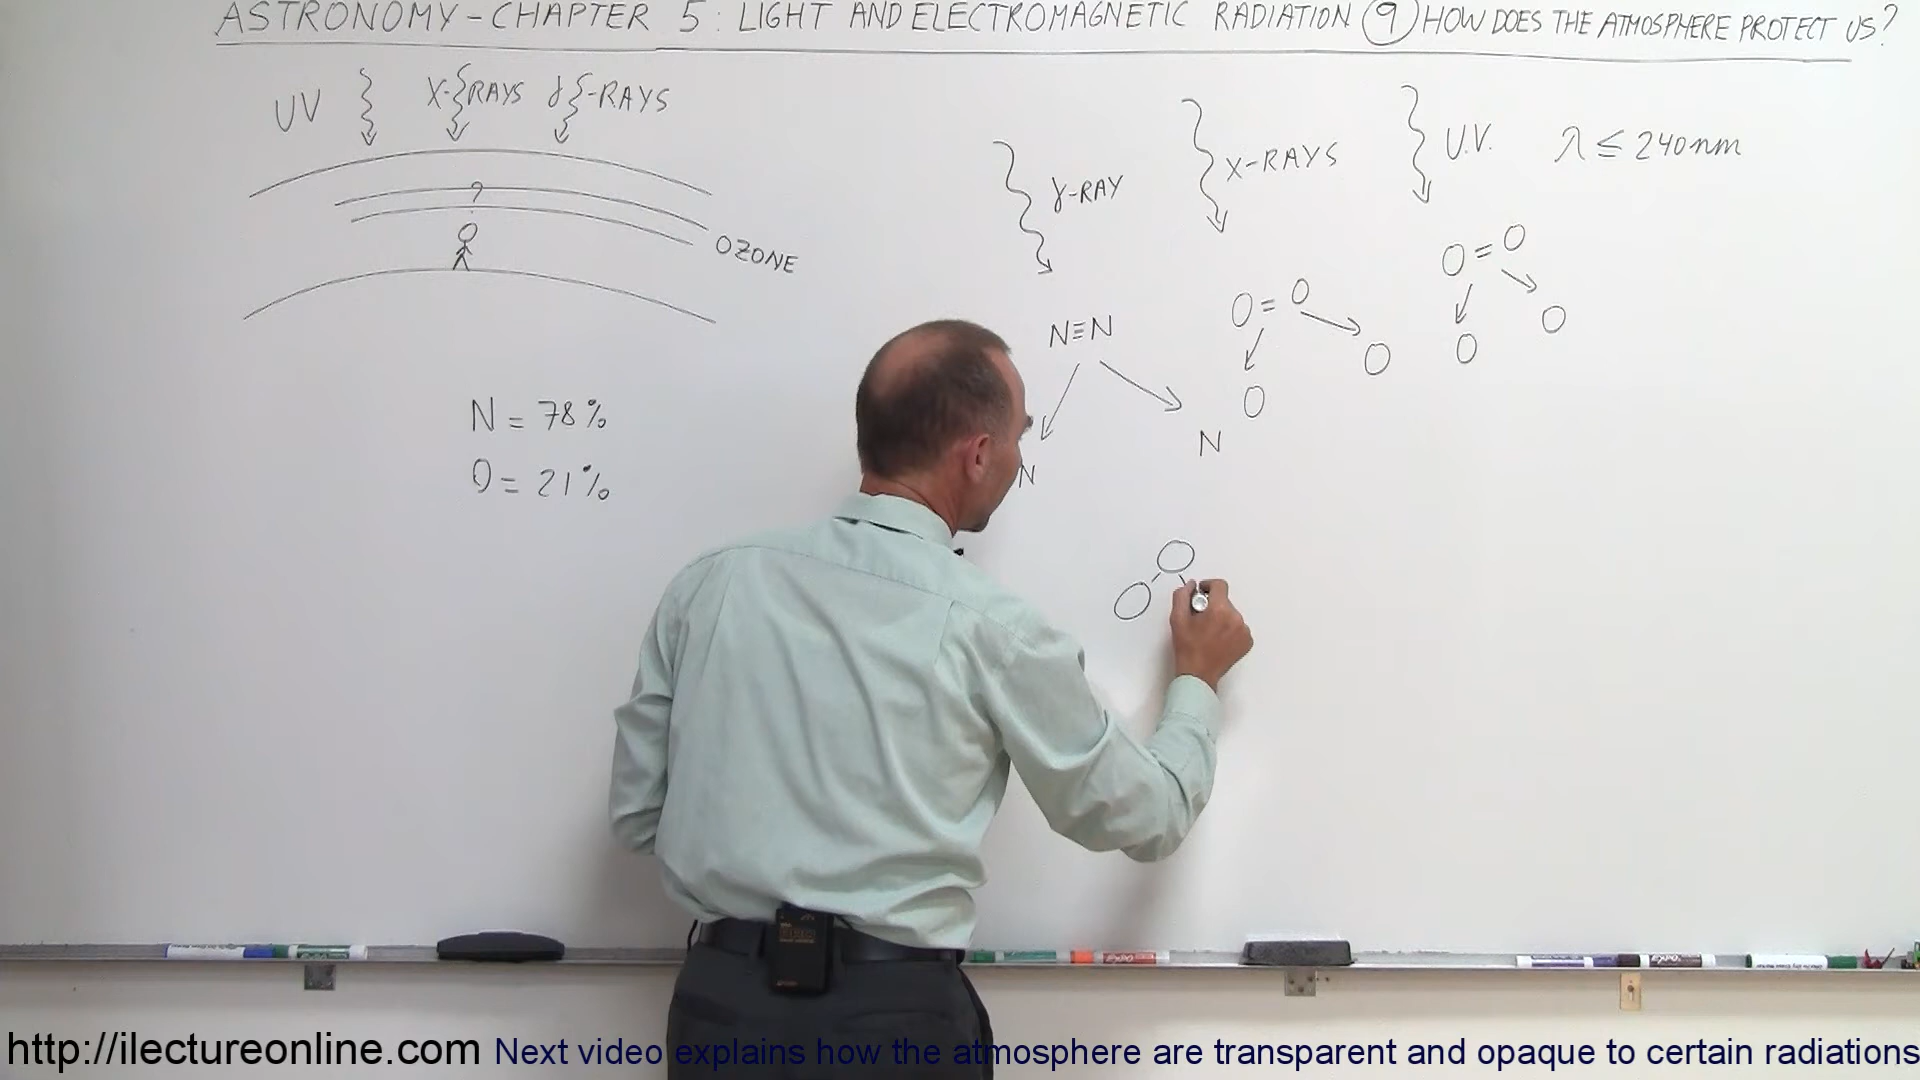 ASTRONOMY - CHAPTER 5: LIGHT AND ELECTROMAGNETIC RADIATION ⑨ HOW DOES THE ATMOSPHERE PROTECT US?
UV X-RAYS γ-RAYS
?
OZONE
N = 78%
O = 21%
γ-RAY
X-RAYS
U.V. λ ≤ 240nm
N≡N
N N
O=O
O O
O=O
O O
O
O
http://ilectureonline.com Next video explains how the atmosphere are transparent and opaque to certain radiations